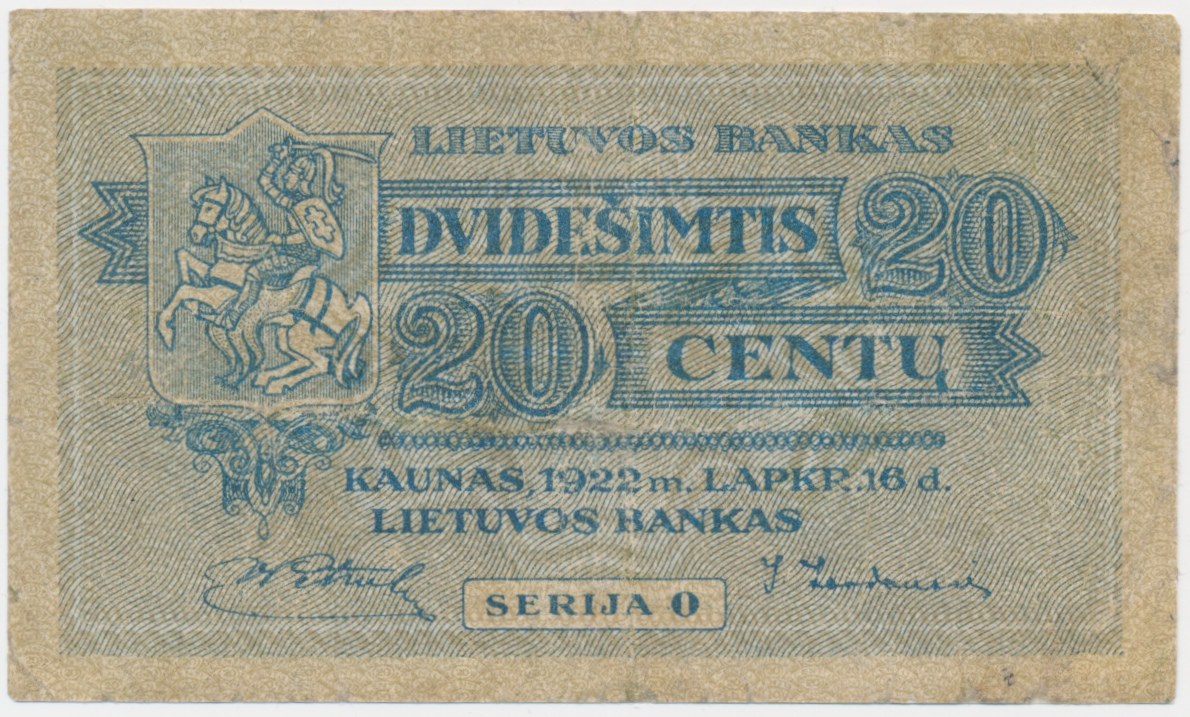 LIETUVOS BANKAS
DVIDEŠIMTIS 20
20 CENTŲ
KAUNAS, 1922 m. LAPKR. 16 d.
LIETUVOS BANKAS
SERIJA O